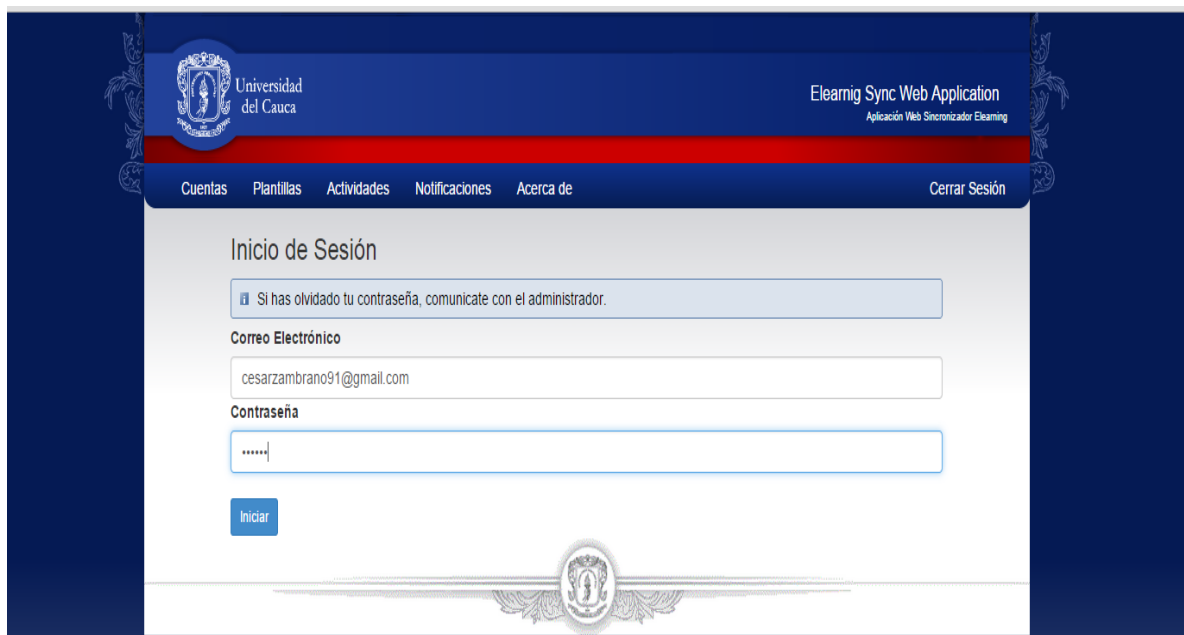 Universidad
del Cauca
Elearnig Sync Web Application
Aplicación Web Sincronizador Elearning
Cuentas Plantillas Actividades Notificaciones Acerca de Cerrar Sesión
Inicio de Sesión
Si has olvidado tu contraseña, comunicate con el administrador.
Correo Electrónico
cesarzambrano91@gmail.com
Contraseña
••••••
Iniciar